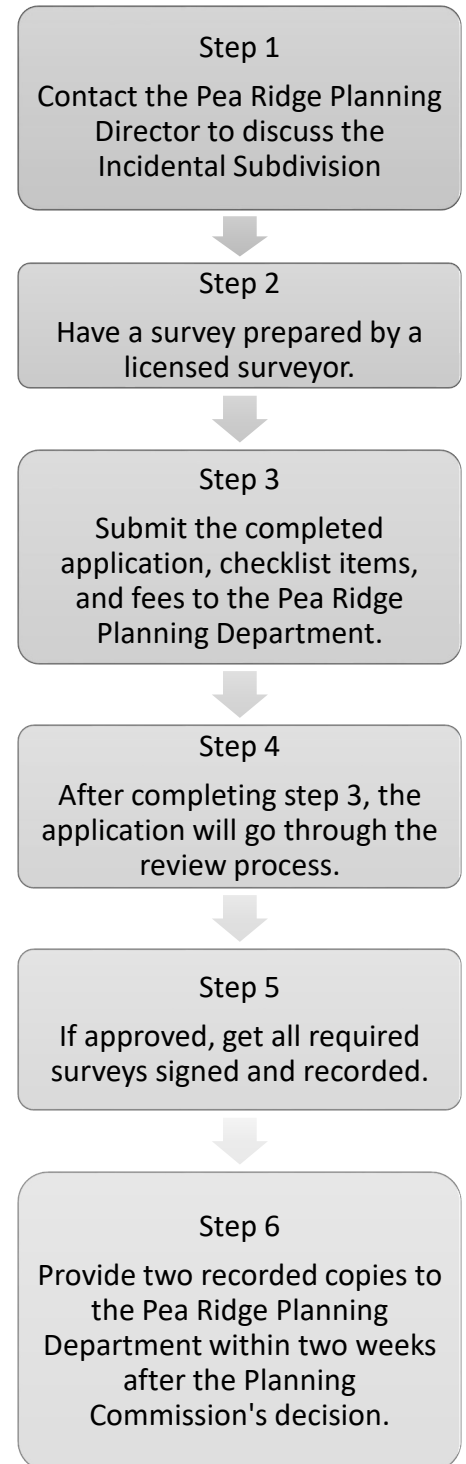 Step 1
Contact the Pea Ridge Planning
Director to discuss the
Incidental Subdivision
Step 2
Have a survey prepared by a
licensed surveyor.
Step 3
Submit the completed
application, checklist items,
and fees to the Pea Ridge
Planning Department.
Step 4
After completing step 3, the
application will go through the
review process.
Step 5
If approved, get all required
surveys signed and recorded.
Step 6
Provide two recorded copies to
the Pea Ridge Planning
Department within two weeks
after the Planning
Commission's decision.